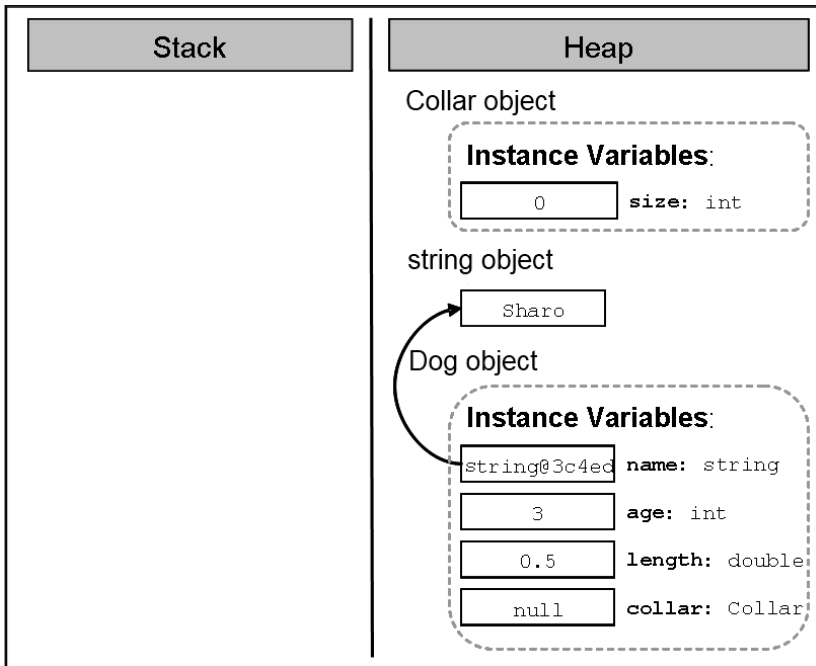 Stack
Heap
Collar object
Instance Variables:
0 size: int
string object
Sharo
Dog object
Instance Variables:
string@3c4ed name: string
3 age: int
0.5 length: double
null collar: Collar